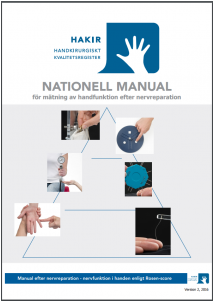 HAKIR
HANDKIRURGISKT
KVALITETSREGISTER
NATIONELL MANUAL
för mätning av handfunktion efter nervreparation
Manual efter nervreparation - nervfunktion i handen enligt Rosen-score
Version 2, 2016